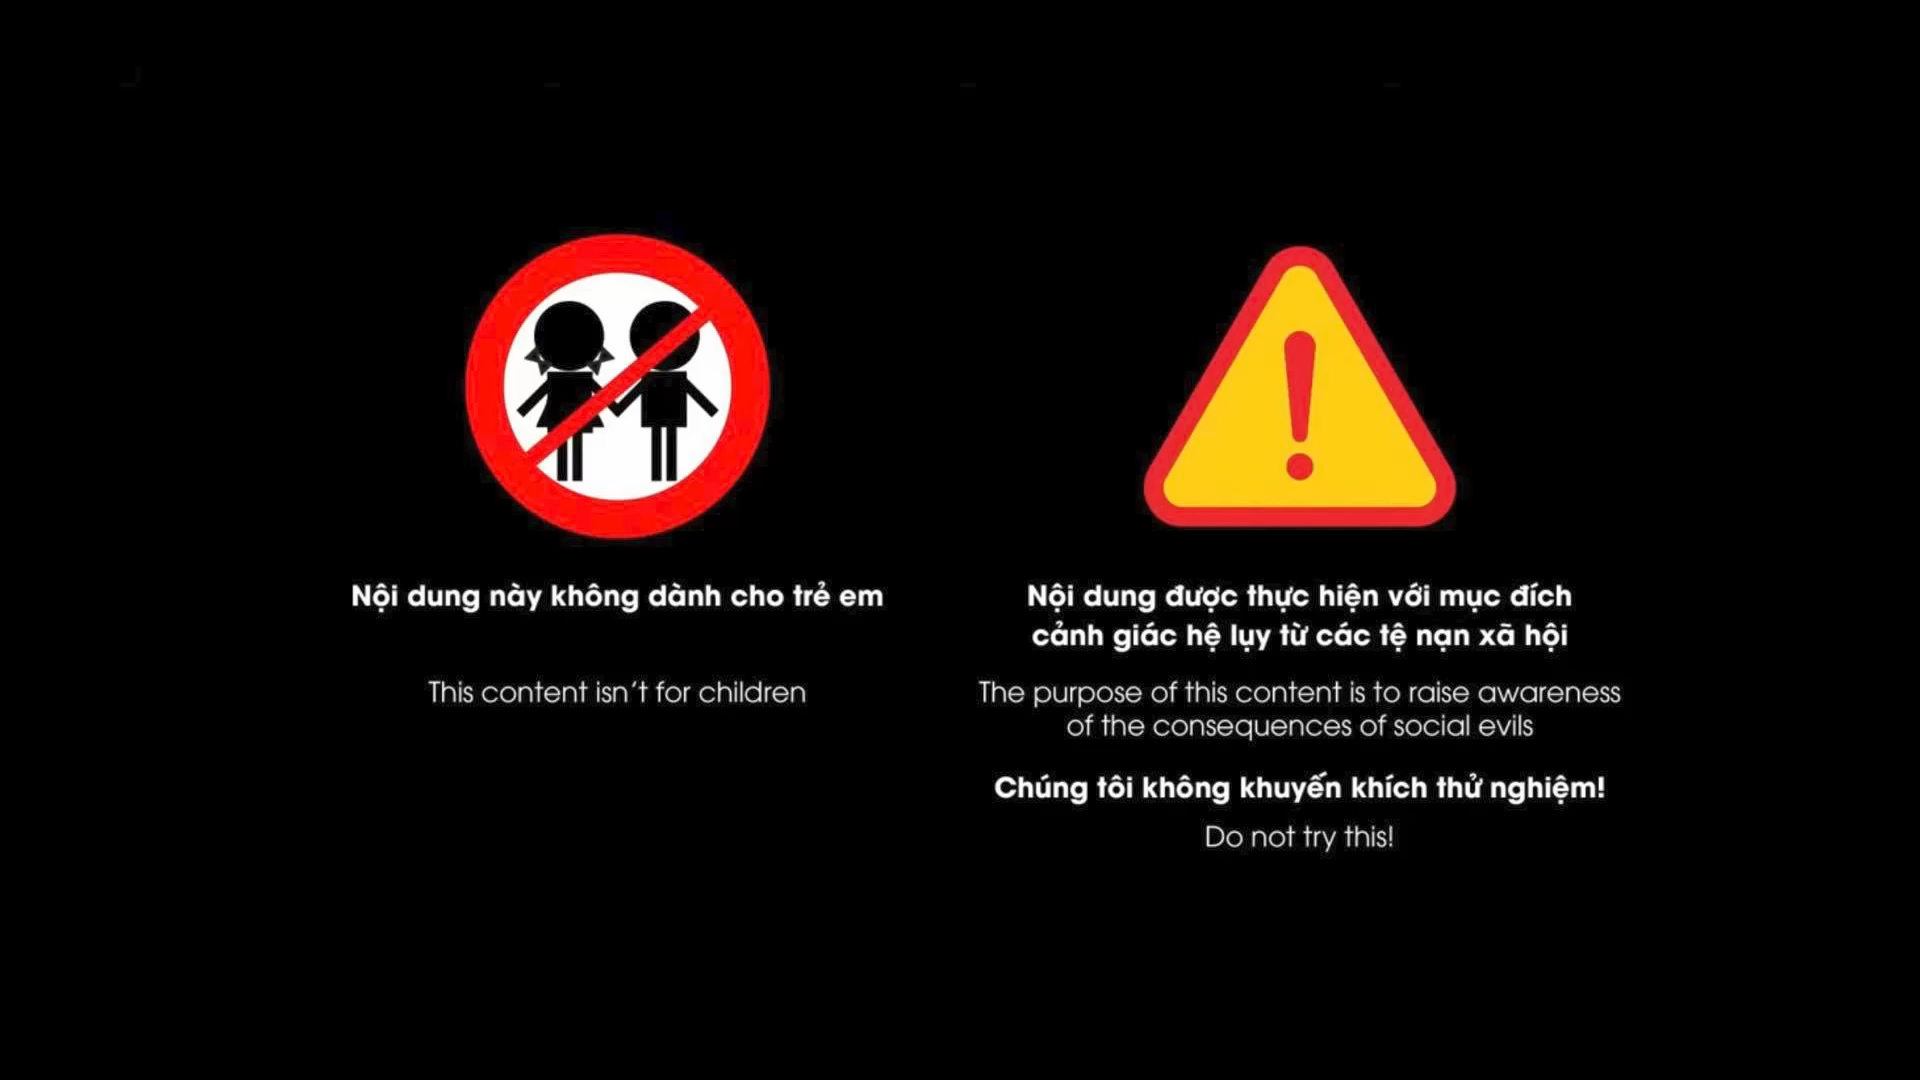 Nội dung này không dành cho trẻ em
This content isn't for children
Nội dung được thực hiện với mục đích
cảnh giác hệ lụy từ các tệ nạn xã hội
The purpose of this content is to raise awareness
of the consequences of social evils
Chúng tôi không khuyến khích thử nghiệm!
Do not try this!